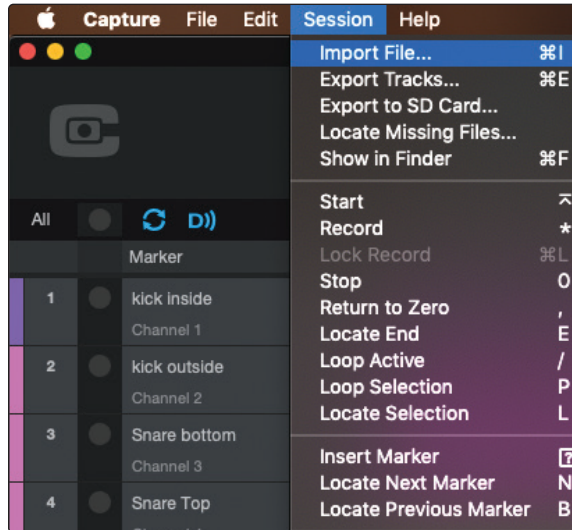 Capture File Edit Session Help
Import File... ⌘I
Export Tracks... ⌘E
Export to SD Card...
Locate Missing Files...
Show in Finder ⌘F
Start ⌅
Record *
Lock Record ⌘L
Stop 0
Return to Zero ,
Locate End E
Loop Active /
Loop Selection P
Locate Selection L
Insert Marker
Locate Next Marker N
Locate Previous Marker B
All D))
Marker
1 kick inside
Channel 1
2 kick outside
Channel 2
3 Snare bottom
Channel 3
4 Snare Top